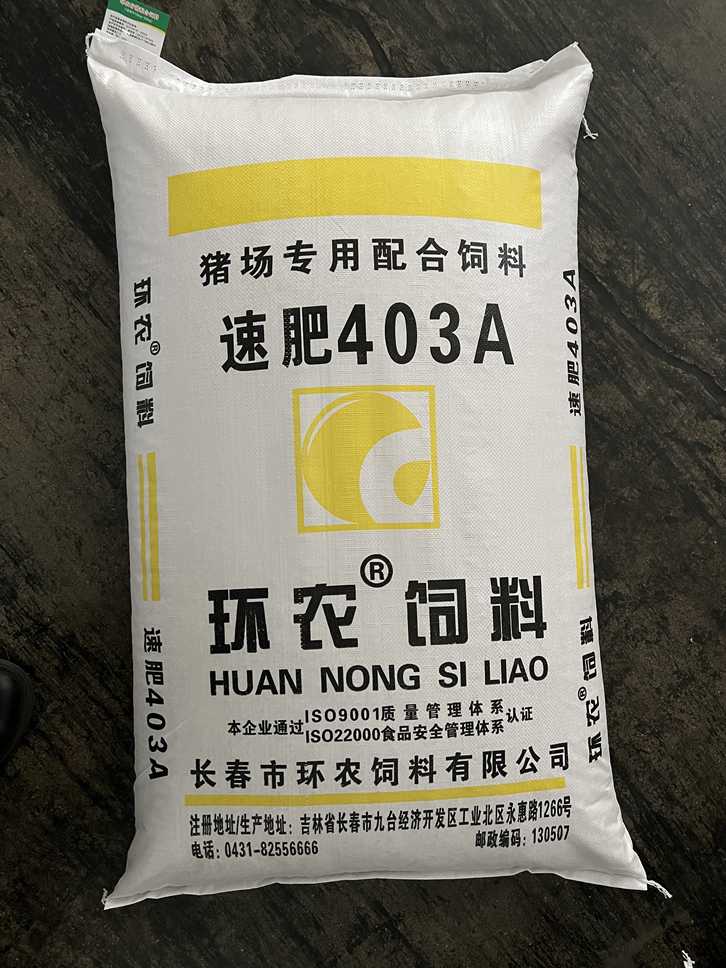 猪场专用配合饲料
速肥403A
环农®饲料
HUAN NONG SI LIAO
本企业通过ISO9001质量管理体系认证
ISO22000食品安全管理体系
长春市环农饲料有限公司
注册地址/生产地址：吉林省长春市九台经济开发区工业北区永惠路1266号
电话：0431-82556666
邮政编码：130507
环农®饲料
速肥403A
速肥403A
环农®饲料